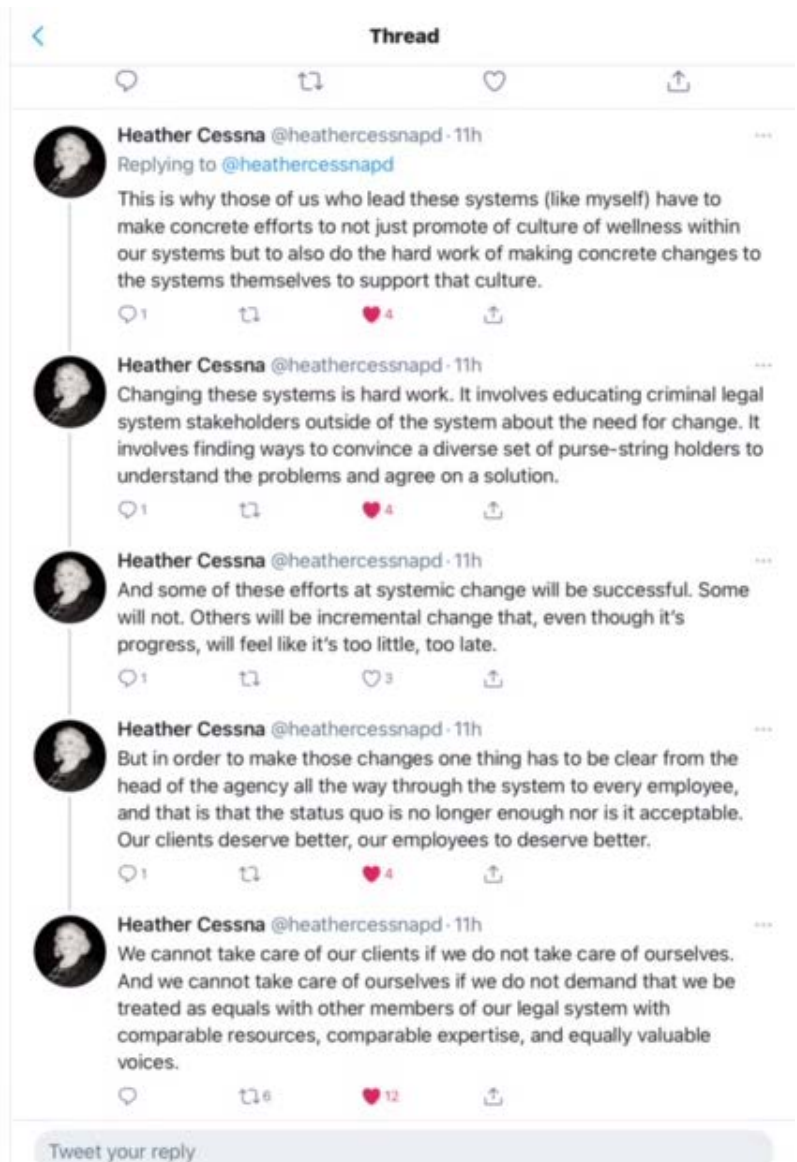 Thread
Heather Cessna @heathercessnapd · 11h
Replying to @heathercessnapd
This is why those of us who lead these systems (like myself) have to
make concrete efforts to not just promote of culture of wellness within
our systems but to also do the hard work of making concrete changes to
the systems themselves to support that culture.
1 4
Heather Cessna @heathercessnapd · 11h
Changing these systems is hard work. It involves educating criminal legal
system stakeholders outside of the system about the need for change. It
involves finding ways to convince a diverse set of purse-string holders to
understand the problems and agree on a solution.
1 4
Heather Cessna @heathercessnapd · 11h
And some of these efforts at systemic change will be successful. Some
will not. Others will be incremental change that, even though it's
progress, will feel like it's too little, too late.
1 3
Heather Cessna @heathercessnapd · 11h
But in order to make those changes one thing has to be clear from the
head of the agency all the way through the system to every employee,
and that is that the status quo is no longer enough nor is it acceptable.
Our clients deserve better, our employees to deserve better.
1 4
Heather Cessna @heathercessnapd · 11h
We cannot take care of our clients if we do not take care of ourselves.
And we cannot take care of ourselves if we do not demand that we be
treated as equals with other members of our legal system with
comparable resources, comparable expertise, and equally valuable
voices.
6 12
Tweet your reply